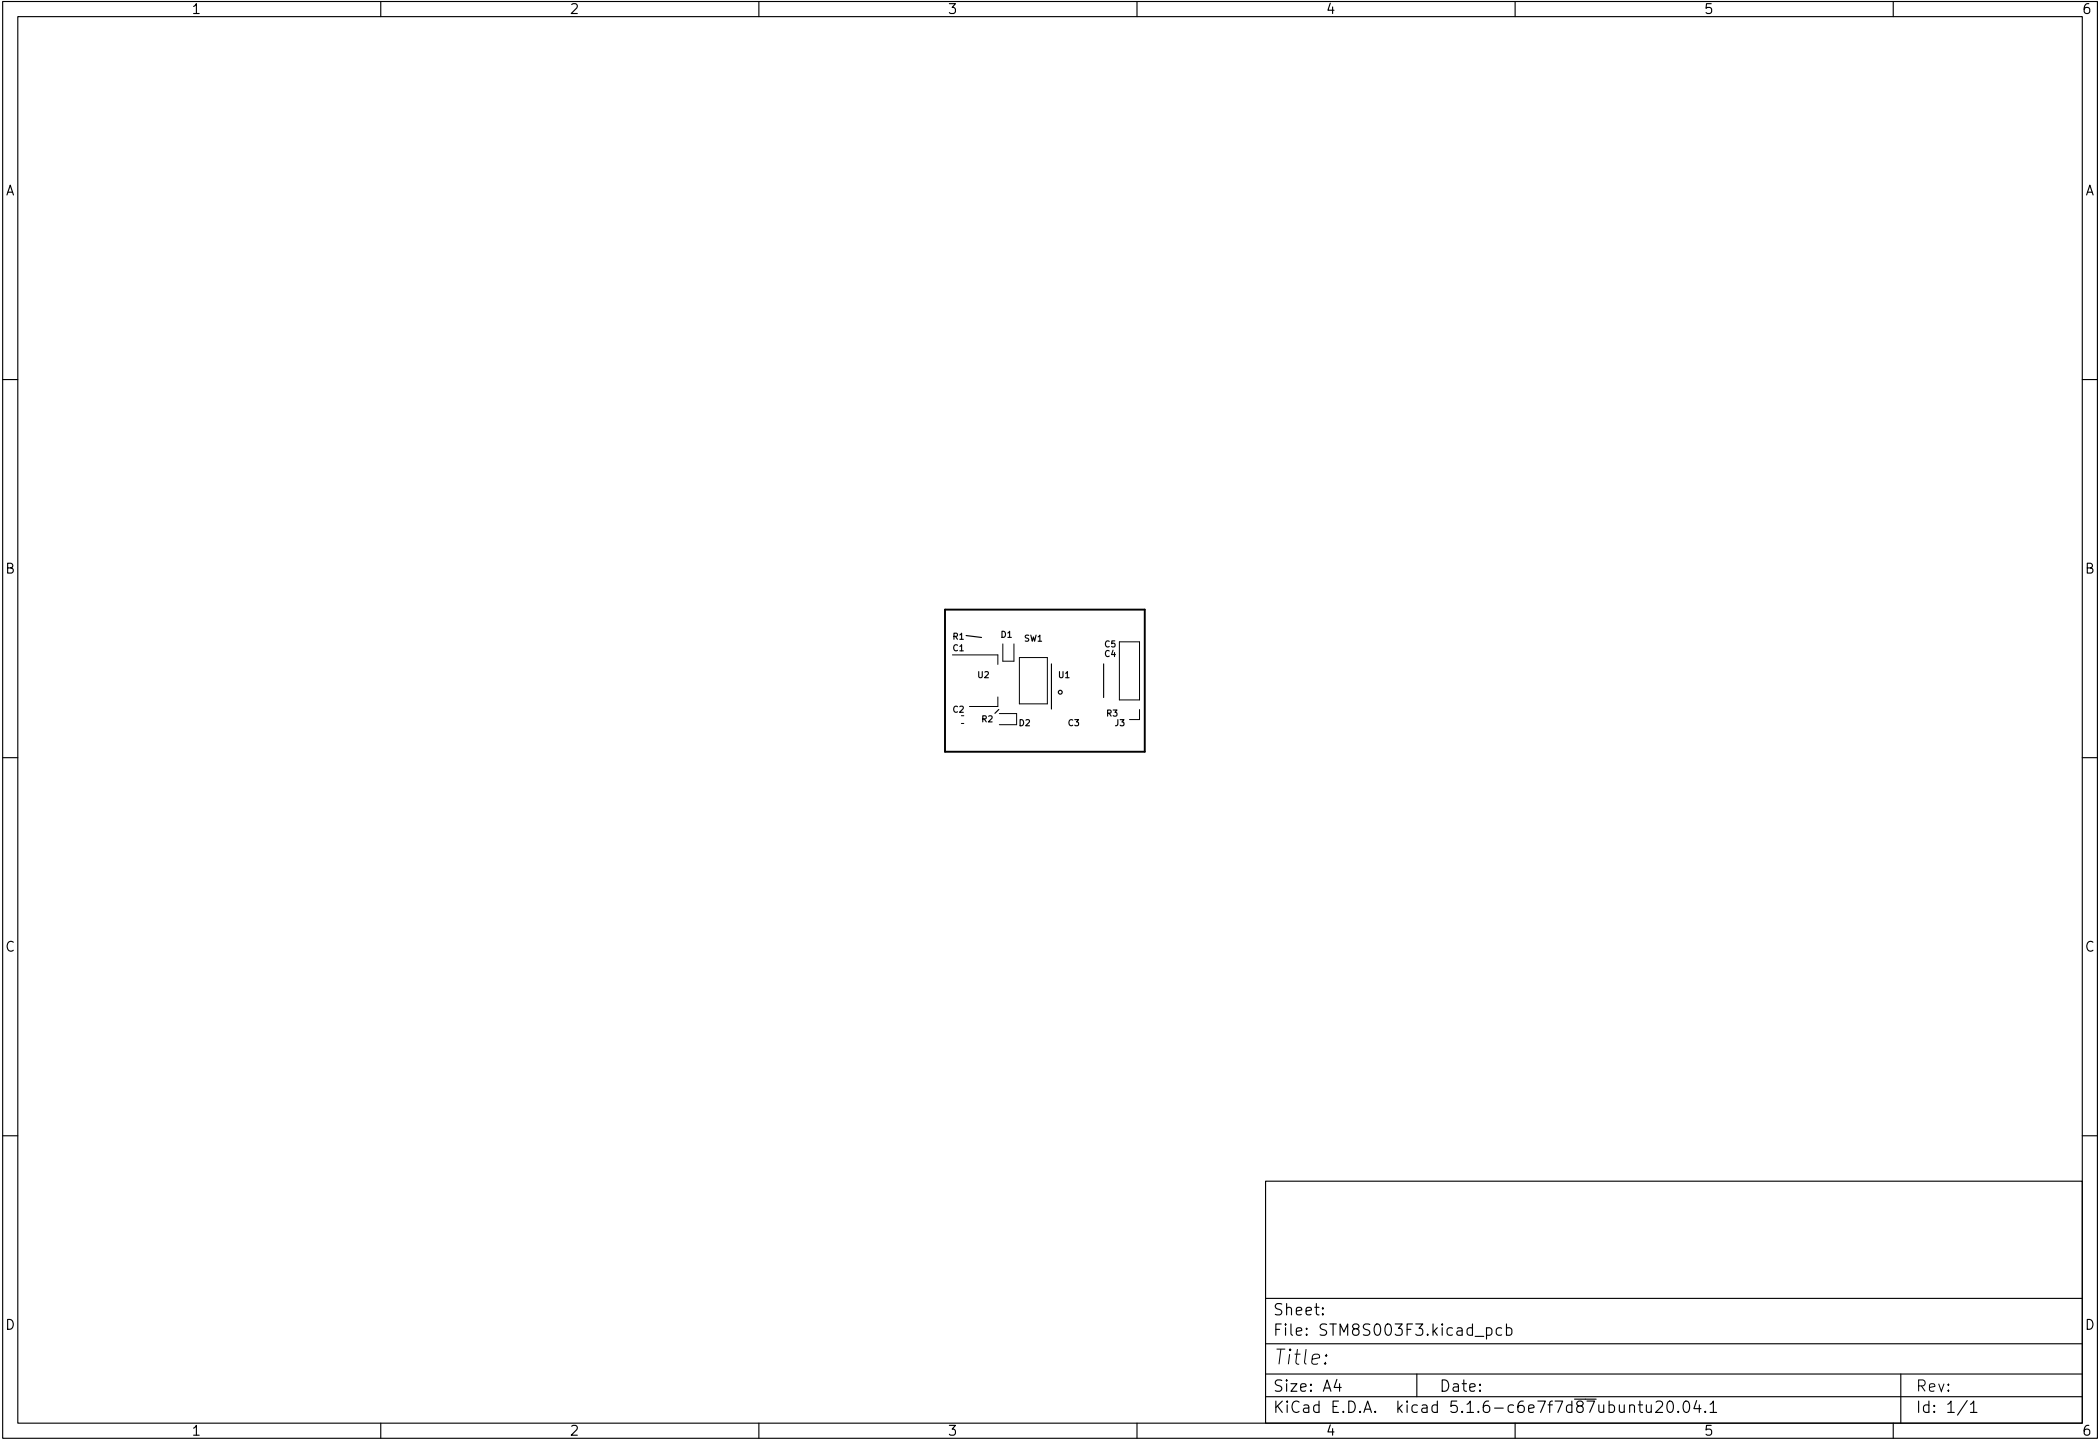 1 2 3 4 5 6
A A
R1 D1 SW1
C5
C1
C4
B B
U2 U1
C2 R3
R2 D2 C3 J3
C C
Sheet:
File: STM8S003F3.kicad_pcb
D D
Title:
Size: A4 Date: Rev:
KiCad E.D.A. kicad 5.1.6-c6e7f7d87ubuntu20.04.1 Id: 1/1
1 2 3 4 5 6